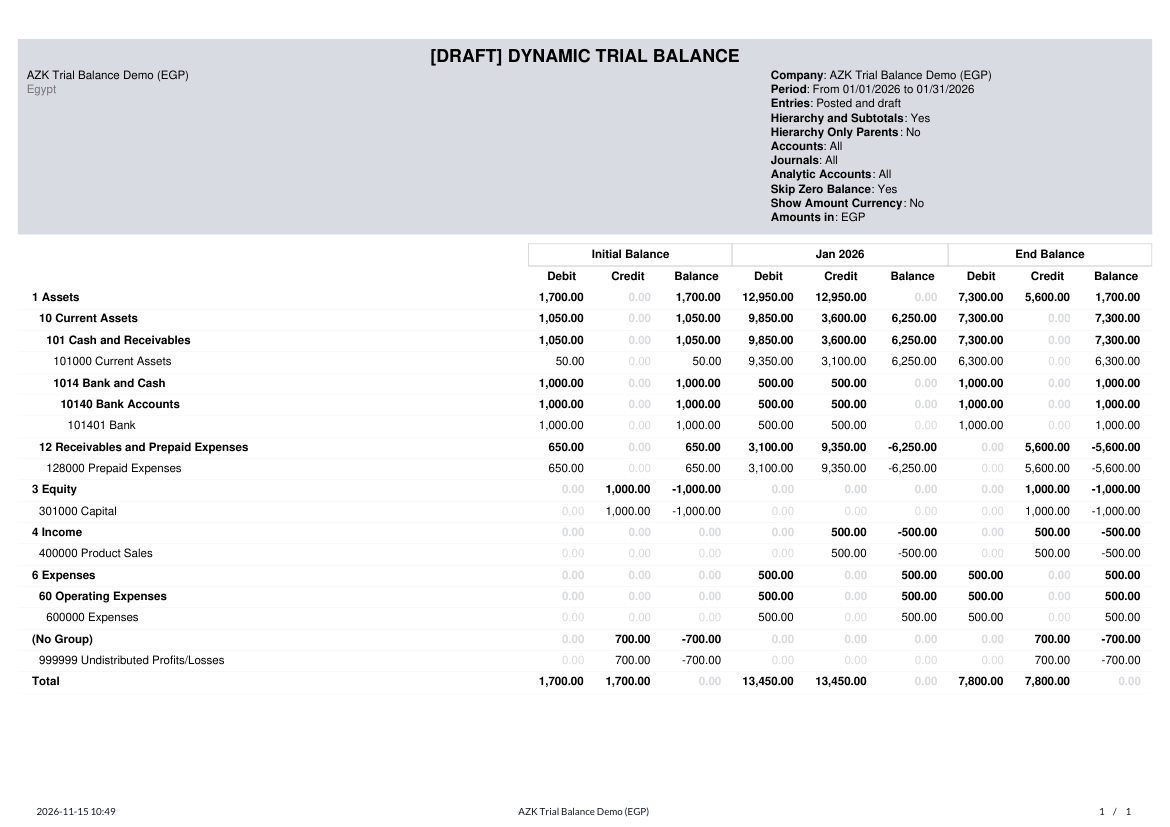 [DRAFT] DYNAMIC TRIAL BALANCE
AZK Trial Balance Demo (EGP)
Egypt
Company: AZK Trial Balance Demo (EGP)
Period: From 01/01/2026 to 01/31/2026
Entries: Posted and draft
Hierarchy and Subtotals: Yes
Hierarchy Only Parents: No
Accounts: All
Journals: All
Analytic Accounts: All
Skip Zero Balance: Yes
Show Amount Currency: No
Amounts in: EGP
Initial Balance Jan 2026 End Balance
Debit Credit Balance Debit Credit Balance Debit Credit Balance
1 Assets 1,700.00 0.00 1,700.00 12,950.00 12,950.00 0.00 7,300.00 5,600.00 1,700.00
10 Current Assets 1,050.00 0.00 1,050.00 9,850.00 3,600.00 6,250.00 7,300.00 0.00 7,300.00
101 Cash and Receivables 1,050.00 0.00 1,050.00 9,850.00 3,600.00 6,250.00 7,300.00 0.00 7,300.00
101000 Current Assets 50.00 0.00 50.00 9,350.00 3,100.00 6,250.00 6,300.00 0.00 6,300.00
1014 Bank and Cash 1,000.00 0.00 1,000.00 500.00 500.00 0.00 1,000.00 0.00 1,000.00
10140 Bank Accounts 1,000.00 0.00 1,000.00 500.00 500.00 0.00 1,000.00 0.00 1,000.00
101401 Bank 1,000.00 0.00 1,000.00 500.00 500.00 0.00 1,000.00 0.00 1,000.00
12 Receivables and Prepaid Expenses 650.00 0.00 650.00 3,100.00 9,350.00 -6,250.00 0.00 5,600.00 -5,600.00
128000 Prepaid Expenses 650.00 0.00 650.00 3,100.00 9,350.00 -6,250.00 0.00 5,600.00 -5,600.00
3 Equity 0.00 1,000.00 -1,000.00 0.00 0.00 0.00 0.00 1,000.00 -1,000.00
301000 Capital 0.00 1,000.00 -1,000.00 0.00 0.00 0.00 0.00 1,000.00 -1,000.00
4 Income 0.00 0.00 0.00 0.00 500.00 -500.00 0.00 500.00 -500.00
400000 Product Sales 0.00 0.00 0.00 0.00 500.00 -500.00 0.00 500.00 -500.00
6 Expenses 0.00 0.00 0.00 500.00 0.00 500.00 500.00 0.00 500.00
60 Operating Expenses 0.00 0.00 0.00 500.00 0.00 500.00 500.00 0.00 500.00
600000 Expenses 0.00 0.00 0.00 500.00 0.00 500.00 500.00 0.00 500.00
(No Group) 0.00 700.00 -700.00 0.00 0.00 0.00 0.00 700.00 -700.00
999999 Undistributed Profits/Losses 0.00 700.00 -700.00 0.00 0.00 0.00 0.00 700.00 -700.00
Total 1,700.00 1,700.00 0.00 13,450.00 13,450.00 0.00 7,800.00 7,800.00 0.00
2026-11-15 10:49 AZK Trial Balance Demo (EGP) 1 / 1